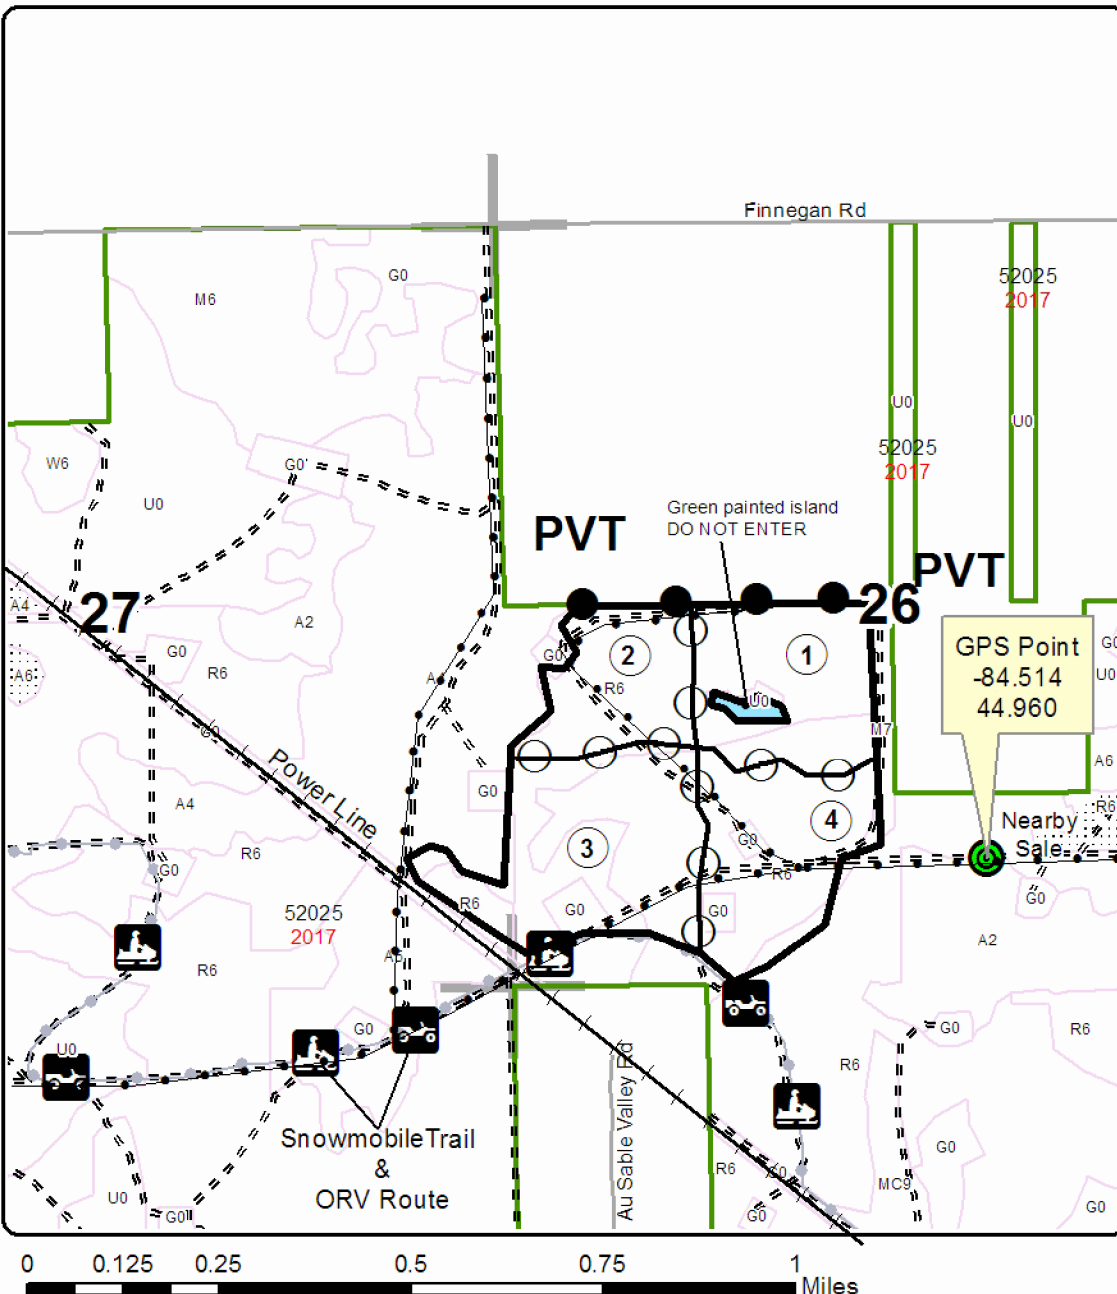 Finnegan Rd
G0
M6
52025
2017
U0
U0
52025
2017
W6
G0
U0
Green painted island
DO NOT ENTER
PVT
PVT
A4
27
26
A2
G0
R6
A6
G0
2
1
R6
U0
GPS Point
-84.514
44.960
G0
U0
M7
A6
G0
Power Line
A4
G0
R6
R6
3
4
G0
R6
Nearby
Sale
G0
R6
G0
G0
G0
52025
2017
A2
R6
G0
U0
R6
G0
R6
Au Sable Valley Rd
Snowmobile Trail
&
ORV Route
U0
G0
R6
G0
G0
MC9
G0
G0
0 0.125 0.25 0.5 0.75 1
Miles